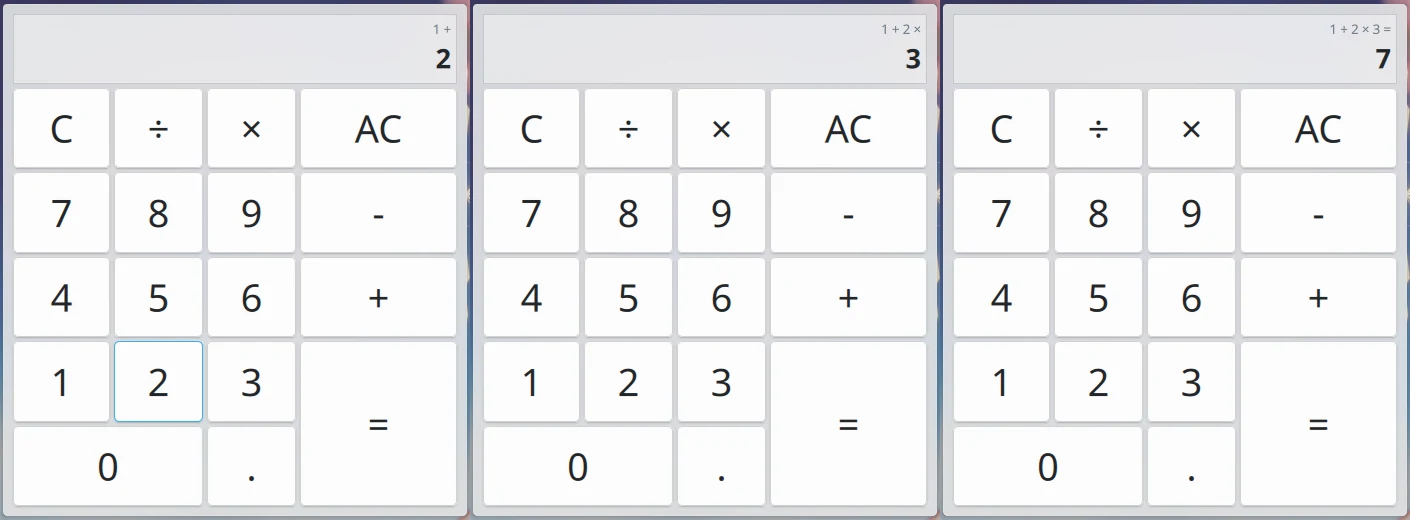 1 +
2
C ÷ × AC
7 8 9 -
4 5 6 +
1 2 3 =
0 .
1 + 2 ×
3
C ÷ × AC
7 8 9 -
4 5 6 +
1 2 3 =
0 .
1 + 2 × 3 =
7
C ÷ × AC
7 8 9 -
4 5 6 +
1 2 3 =
0 .